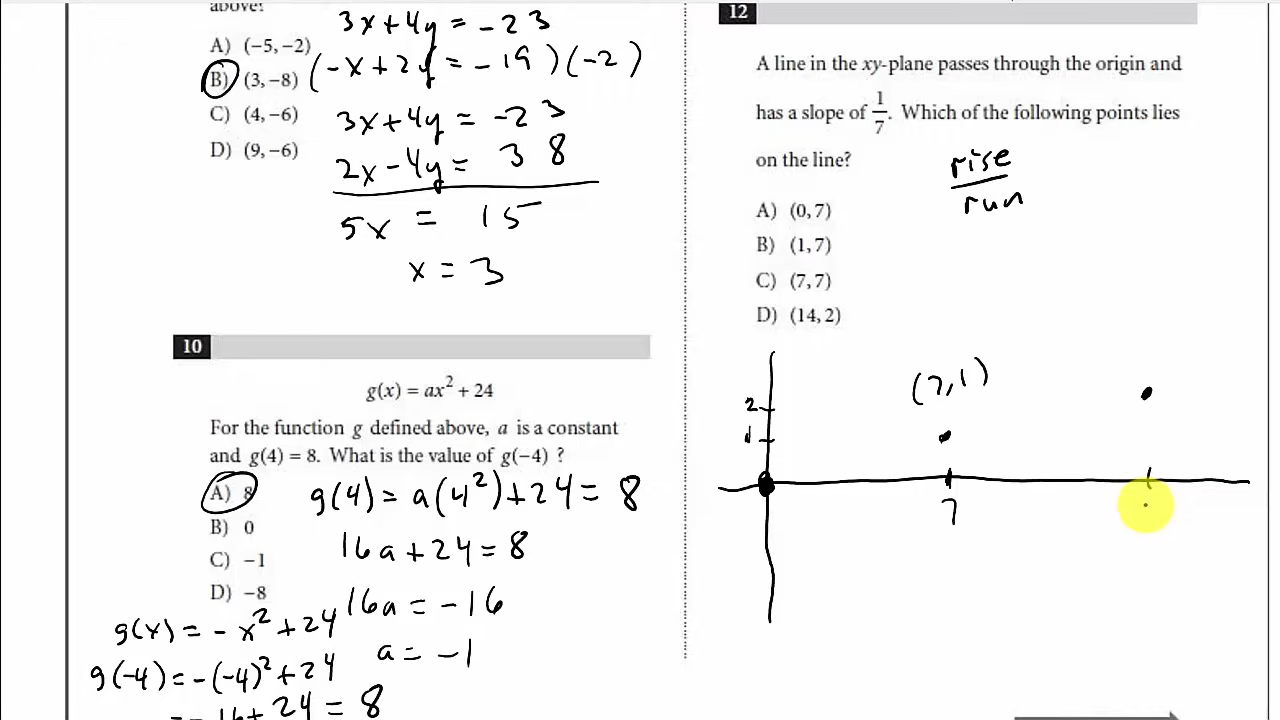 above?
A) (−5, −2)
B) (3, −8)
C) (4, −6)
D) (9, −6)
3x + 4y = -23
(-x + 2y = -19)(-2)
3x + 4y = -23
2x - 4y = 38
5x = 15
x = 3
10
g(x) = ax² + 24
For the function g defined above, a is a constant
and g(4) = 8. What is the value of g(−4) ?
A) 8
B) 0
C) −1
D) −8
g(4) = a(4²) + 24 = 8
16a + 24 = 8
16a = -16
a = -1
g(x) = -x² + 24
g(-4) = -(-4)² + 24
= -16 + 24 = 8
12
A line in the xy-plane passes through the origin and
has a slope of 1/7. Which of the following points lies
on the line?
rise
run
A) (0, 7)
B) (1, 7)
C) (7, 7)
D) (14, 2)
(7,1)
2
1
7